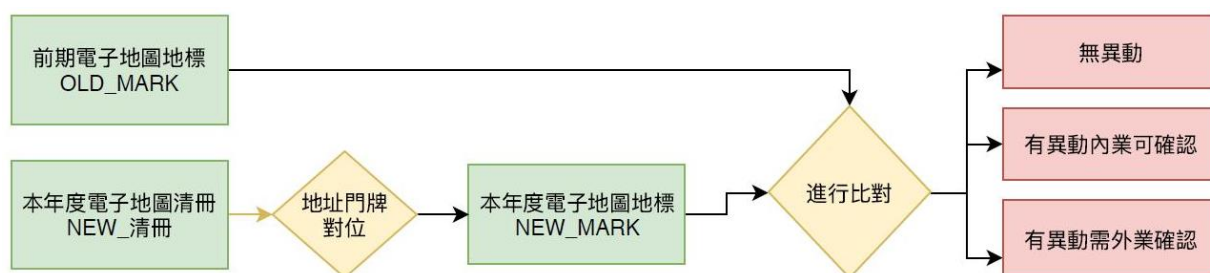 前期電子地圖地標
OLD_MARK
本年度電子地圖清冊
NEW_清冊
地址門牌
對位
本年度電子地圖地標
NEW_MARK
進行比對
無異動
有異動內業可確認
有異動需外業確認